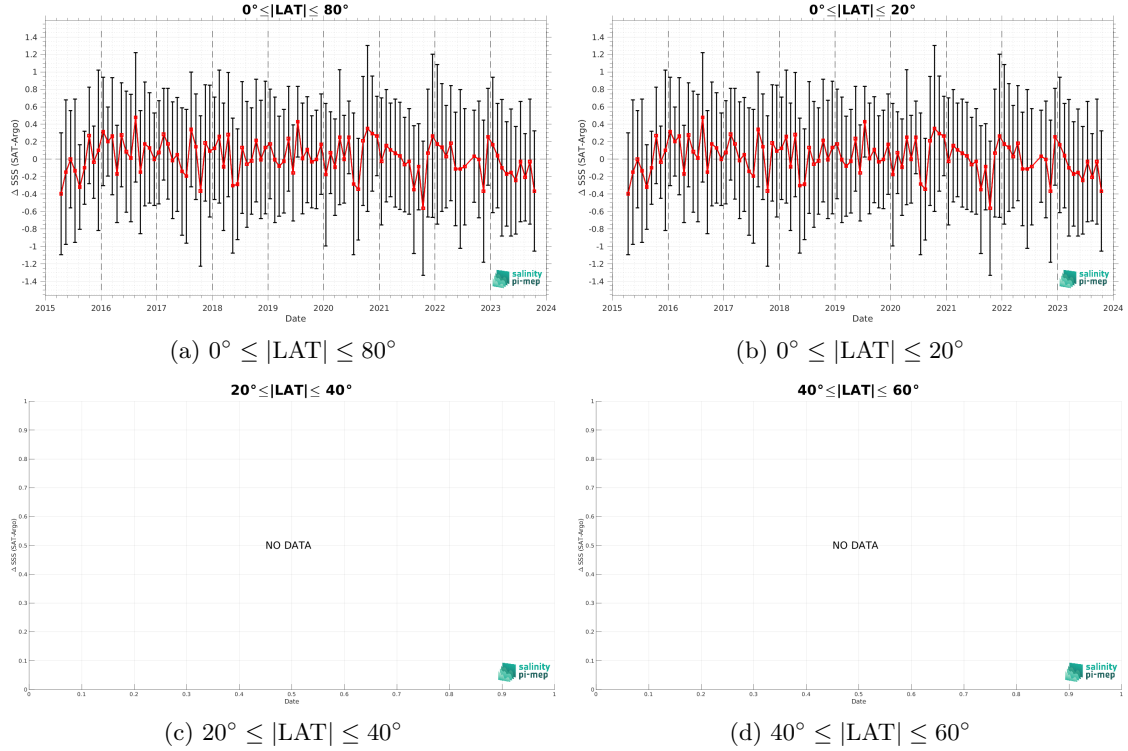 0°≤|LAT|≤ 80°
Δ SSS (SAT-Argo)
1.4
1.2
1
0.8
0.6
0.4
0.2
0
-0.2
-0.4
-0.6
-0.8
-1
-1.2
-1.4
2015 2016 2017 2018 2019 2020 2021 2022 2023 2024
Date
salinity
pi-mep
(a) 0° ≤ |LAT| ≤ 80°
0°≤|LAT|≤ 20°
Δ SSS (SAT-Argo)
1.4
1.2
1
0.8
0.6
0.4
0.2
0
-0.2
-0.4
-0.6
-0.8
-1
-1.2
-1.4
2015 2016 2017 2018 2019 2020 2021 2022 2023 2024
Date
salinity
pi-mep
(b) 0° ≤ |LAT| ≤ 20°
20°≤|LAT|≤ 40°
Δ SSS (SAT-Argo)
1
0.9
0.8
0.7
0.6
0.5
0.4
0.3
0.2
0.1
0
NO DATA
0 0.1 0.2 0.3 0.4 0.5 0.6 0.7 0.8 0.9 1
Date
salinity
pi-mep
(c) 20° ≤ |LAT| ≤ 40°
40°≤|LAT|≤ 60°
Δ SSS (SAT-Argo)
1
0.9
0.8
0.7
0.6
0.5
0.4
0.3
0.2
0.1
0
NO DATA
0 0.1 0.2 0.3 0.4 0.5 0.6 0.7 0.8 0.9 1
Date
salinity
pi-mep
(d) 40° ≤ |LAT| ≤ 60°